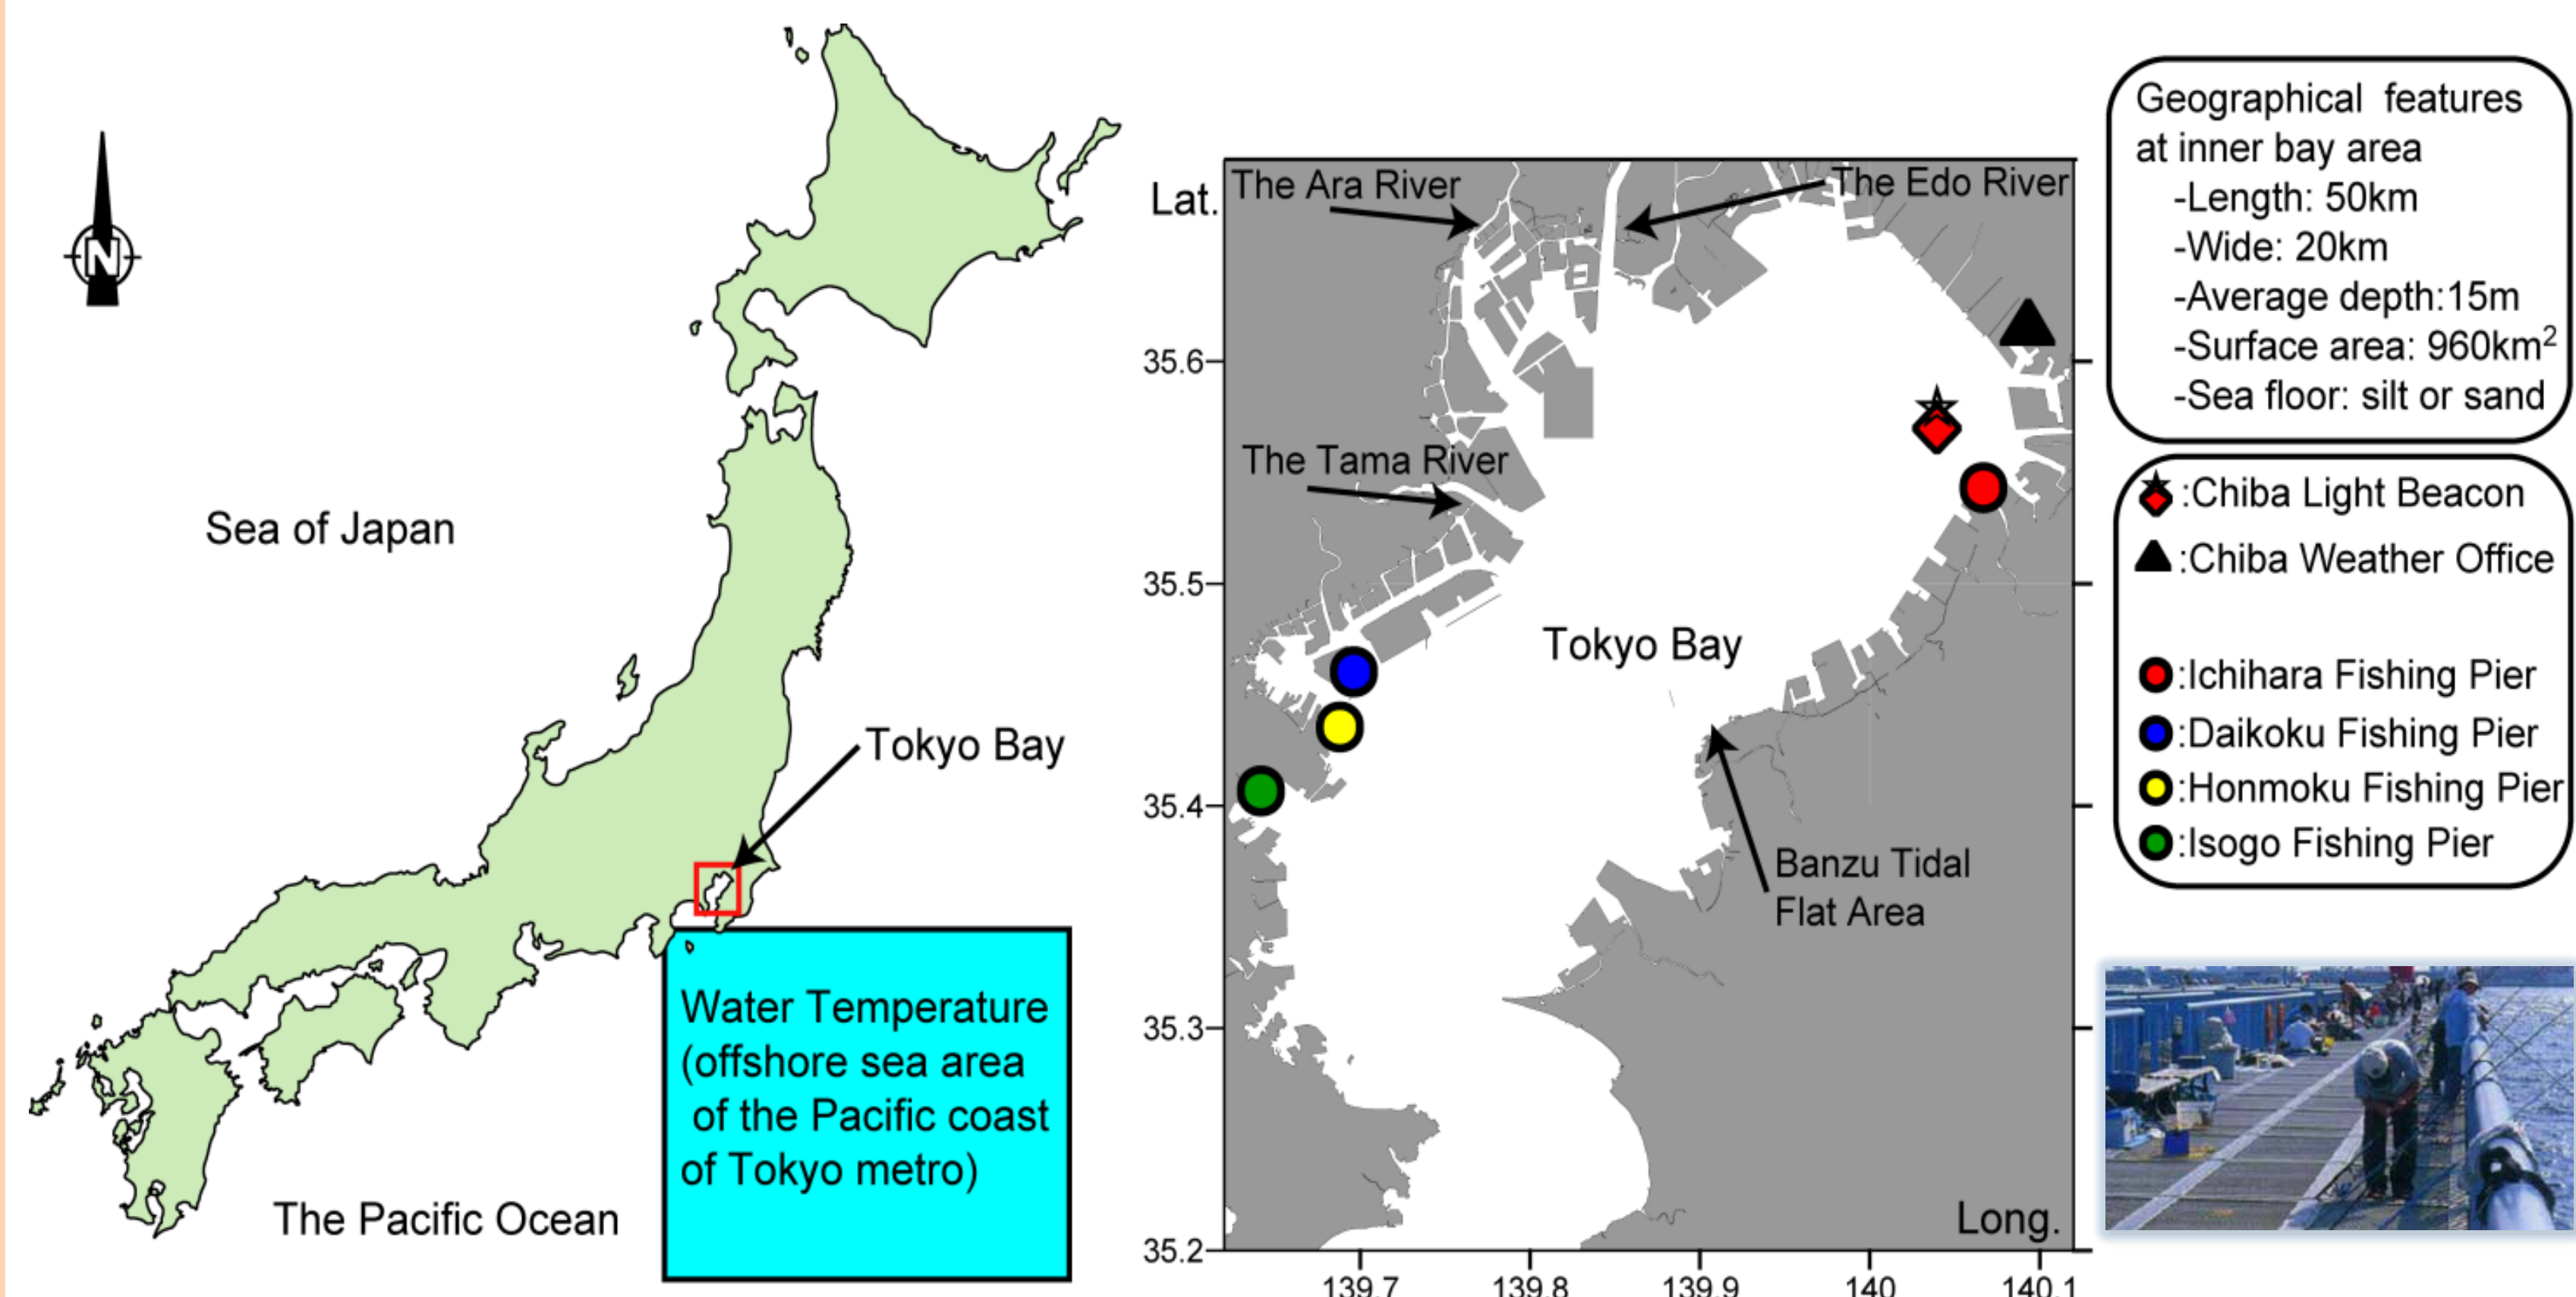 N
Sea of Japan
Tokyo Bay
Water Temperature
(offshore sea area
of the Pacific coast
of Tokyo metro)
The Pacific Ocean
Lat.
The Ara River
The Edo River
35.6
The Tama River
35.5
Tokyo Bay
35.4
Banzu Tidal
Flat Area
35.3
Long.
35.2
139.7 139.8 139.9 140 140.1
Geographical features
at inner bay area
-Length: 50km
-Wide: 20km
-Average depth:15m
-Surface area: 960km²
-Sea floor: silt or sand
:Chiba Light Beacon
:Chiba Weather Office
:Ichihara Fishing Pier
:Daikoku Fishing Pier
:Honmoku Fishing Pier
:Isogo Fishing Pier